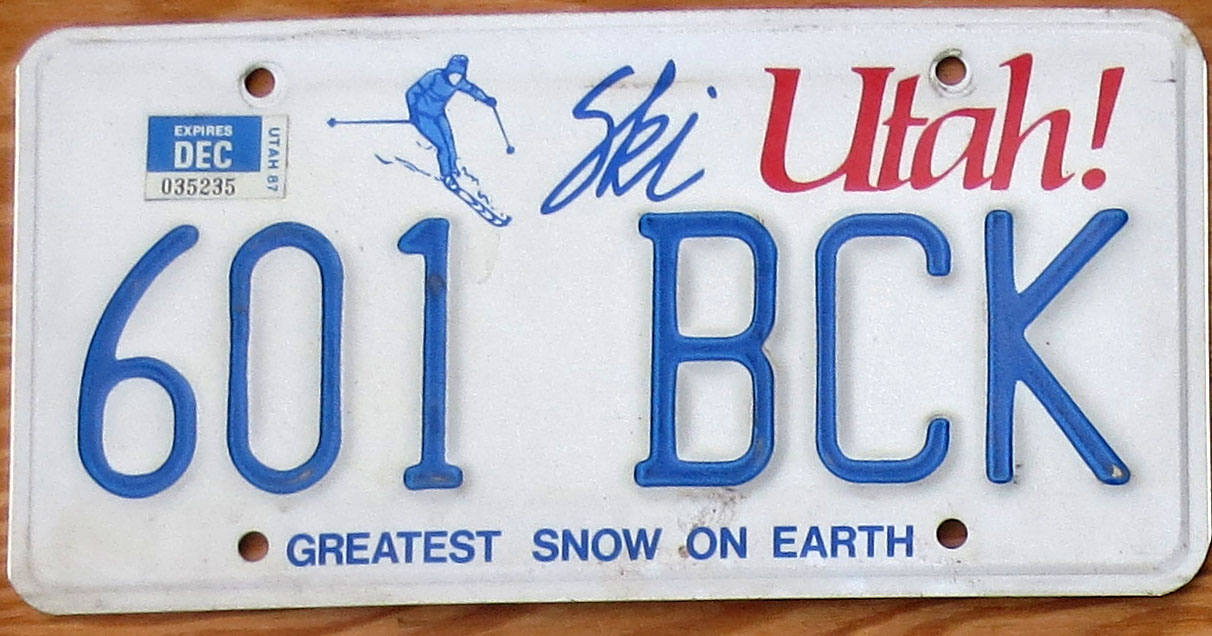 Ski Utah!
EXPIRES
DEC
035235
UTAH 87
601 BCK
GREATEST SNOW ON EARTH